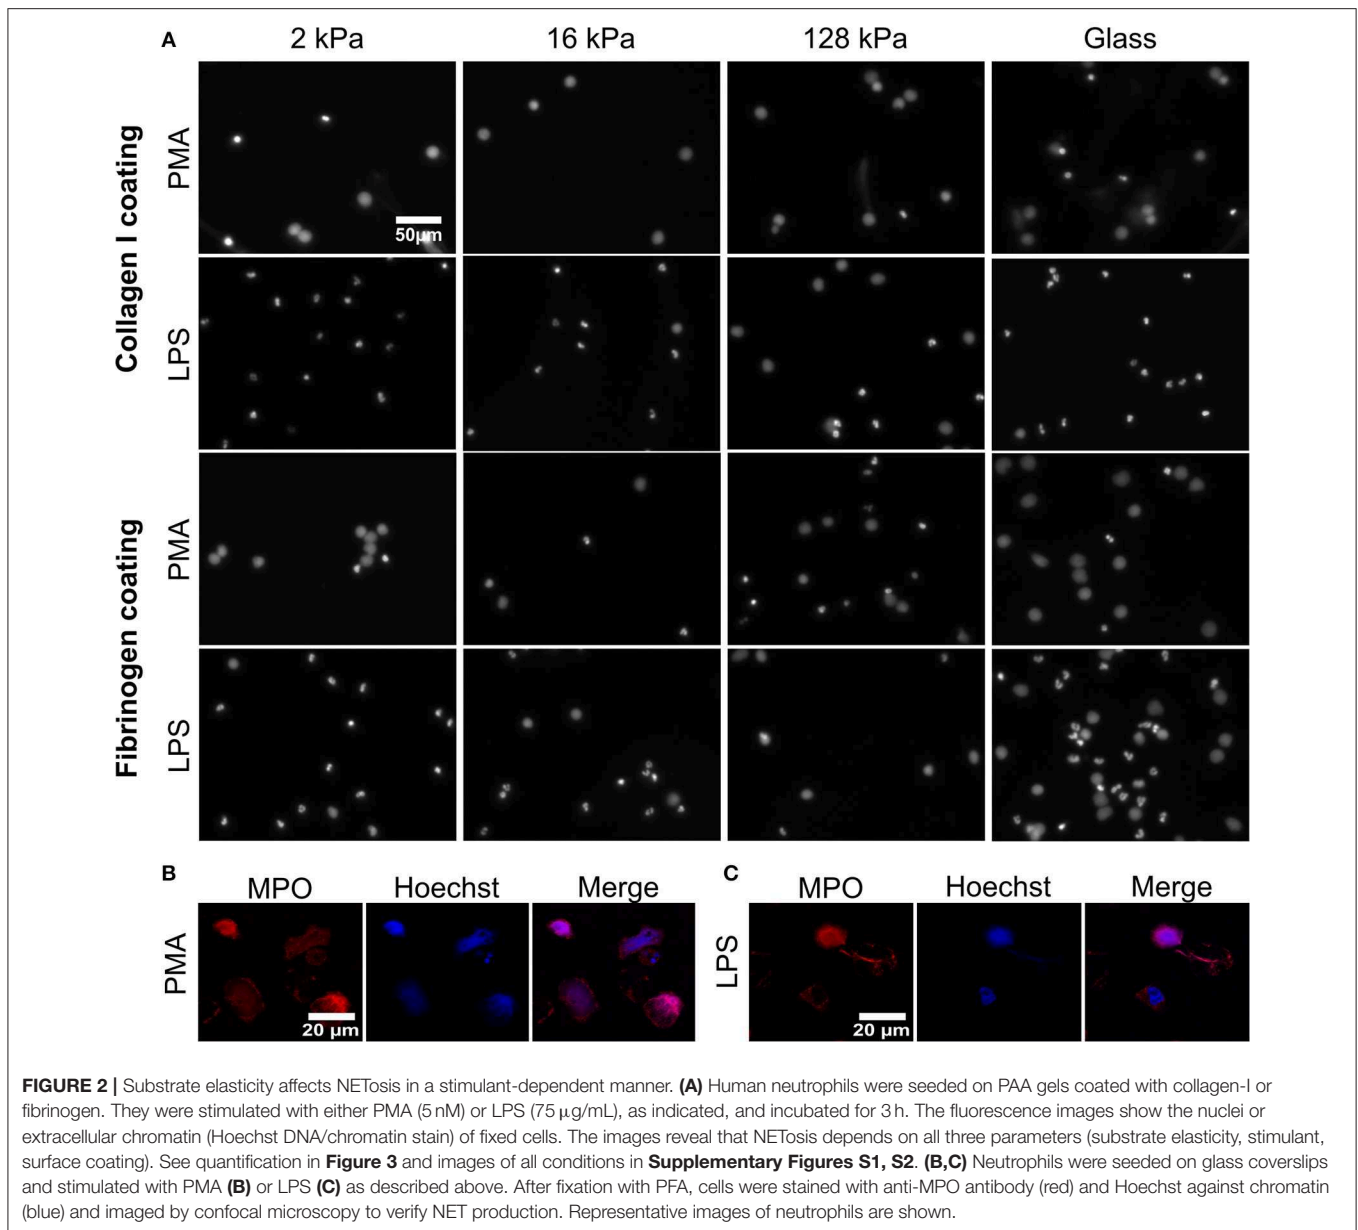 A
2 kPa 16 kPa 128 kPa Glass
Collagen I coating
PMA
50µm
LPS
Fibrinogen coating
PMA
LPS
B
MPO Hoechst Merge
PMA
20 µm
C
MPO Hoechst Merge
LPS
20 µm
FIGURE 2 | Substrate elasticity affects NETosis in a stimulant-dependent manner. (A) Human neutrophils were seeded on PAA gels coated with collagen-I or
fibrinogen. They were stimulated with either PMA (5 nM) or LPS (75 µg/mL), as indicated, and incubated for 3 h. The fluorescence images show the nuclei or
extracellular chromatin (Hoechst DNA/chromatin stain) of fixed cells. The images reveal that NETosis depends on all three parameters (substrate elasticity, stimulant,
surface coating). See quantification in Figure 3 and images of all conditions in Supplementary Figures S1, S2. (B,C) Neutrophils were seeded on glass coverslips
and stimulated with PMA (B) or LPS (C) as described above. After fixation with PFA, cells were stained with anti-MPO antibody (red) and Hoechst against chromatin
(blue) and imaged by confocal microscopy to verify NET production. Representative images of neutrophils are shown.